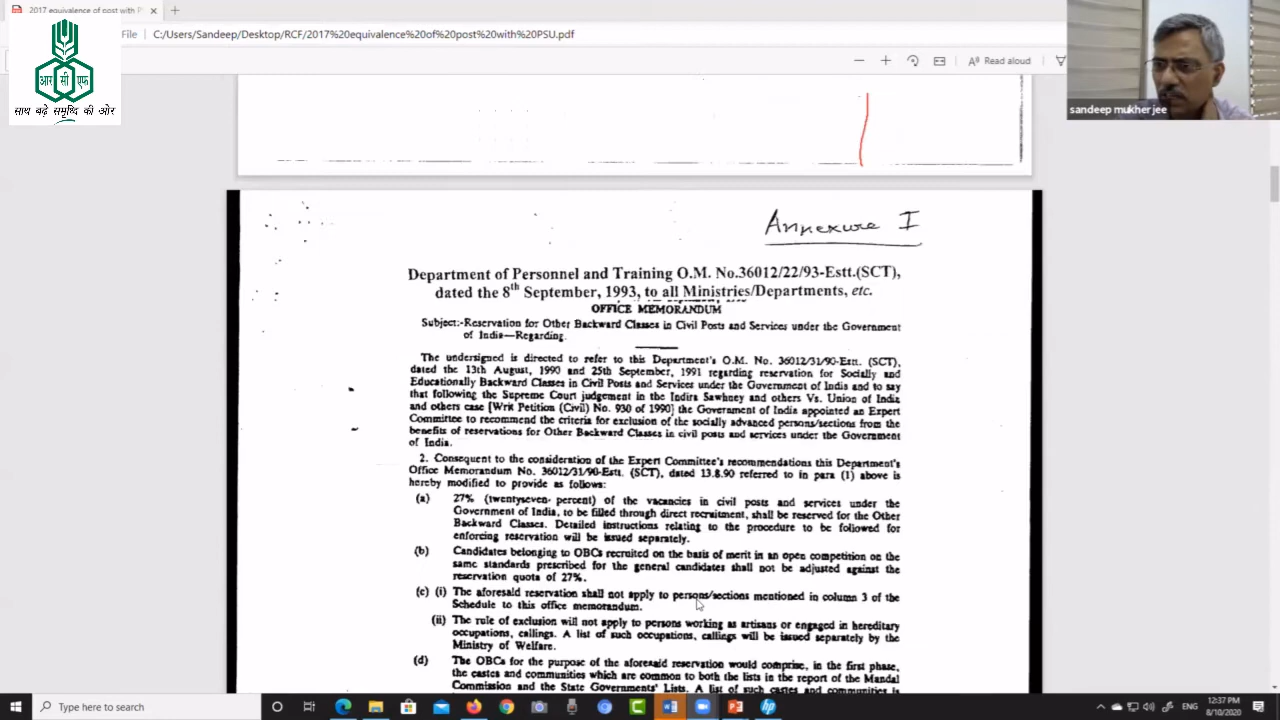 2017 equivalence of post with P
File C:/Users/Sandeep/Desktop/RCF/2017%20equivalence%20of%20post%20with%20PSU.pdf
Read aloud
आर सी एफ
साथ बढ़े समृध्दि की ओर
sandeep mukherjee
Annexure I
Department of Personnel and Training O.M. No.36012/22/93-Estt.(SCT),
dated the 8th September, 1993, to all Ministries/Departments, etc.
OFFICE MEMORANDUM
Subject:-Reservation for Other Backward Classes in Civil Posts and Services under the Government
of India—Regarding.
The undersigned is directed to refer to this Department's O.M. No. 36012/31/90-Estt. (SCT),
dated the 13th August, 1990 and 25th September, 1991 regarding reservation for Socially and
Educationally Backward Classes in Civil Posts and Services under the Government of India and to say
that following the Supreme Court judgement in the Indira Sawhney and others Vs. Union of India
and others case [Writ Petition (Civil) No. 930 of 1990] the Government of India appointed an Expert
Committee to recommend the criteria for exclusion of the socially advanced persons/sections from the
benefits of reservations for Other Backward Classes in civil posts and services under the Government
of India.
2. Consequent to the consideration of the Expert Committee's recommendations this Department's
Office Memorandum No. 36012/31/90-Estt. (SCT), dated 13.8.90 referred to in para (1) above is
hereby modified to provide as follows:
(a) 27% (twentyseven percent) of the vacancies in civil posts and services under the
Government of India, to be filled through direct recruitment, shall be reserved for the Other
Backward Classes. Detailed instructions relating to the procedure to be followed for
enforcing reservation will be issued separately.
(b) Candidates belonging to OBCs recruited on the basis of merit in an open competition on the
same standards prescribed for the general candidates shall not be adjusted against the
reservation quota of 27%.
(c) (i) The aforesaid reservation shall not apply to persons/sections mentioned in column 3 of the
Schedule to this office memorandum.
(ii) The rule of exclusion will not apply to persons working as artisans or engaged in hereditary
occupations, callings. A list of such occupations, callings will be issued separately by the
Ministry of Welfare.
(d) The OBCs for the purpose of the aforesaid reservation would comprise, in the first phase,
the castes and communities which are common to both the lists in the report of the Mandal
Commission and the State Governments' Lists. A list of such castes and communities is
Type here to search
ENG
12:37 PM
8/10/2020